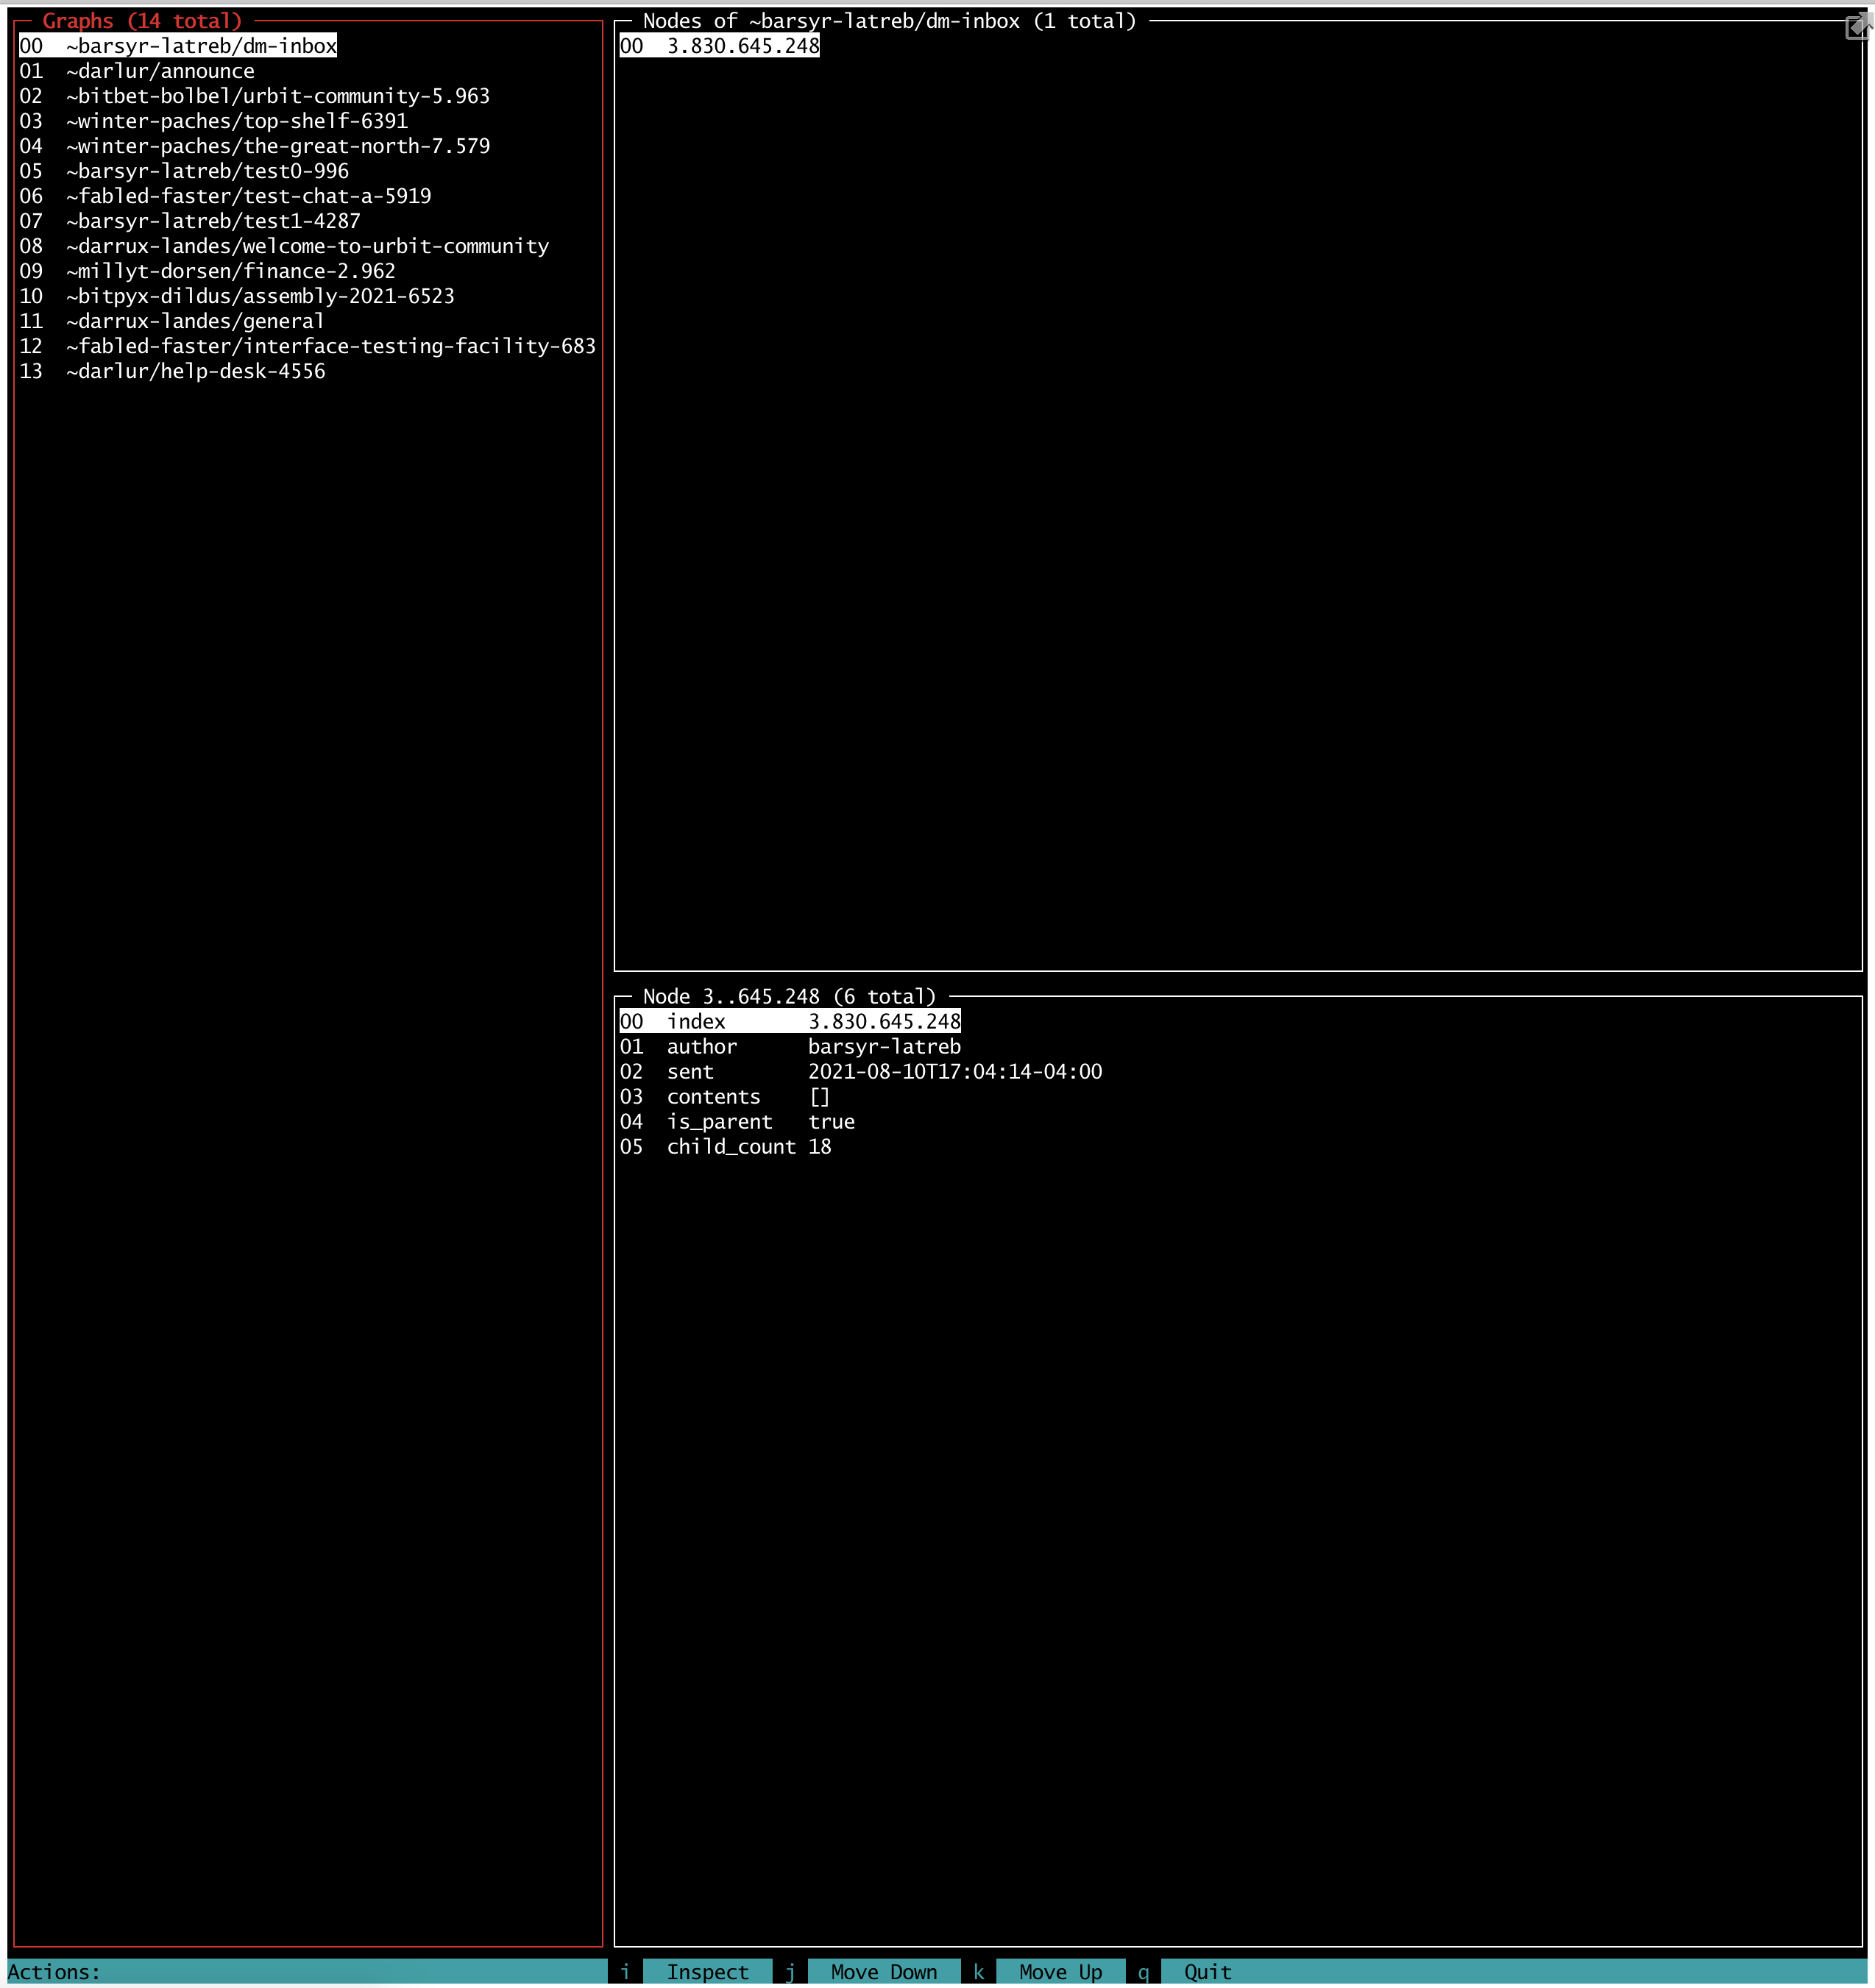 Graphs (14 total)
00 ~barsyr-latreb/dm-inbox
01 ~darlur/announce
02 ~bitbet-bolbel/urbit-community-5.963
03 ~winter-paches/top-shelf-6391
04 ~winter-paches/the-great-north-7.579
05 ~barsyr-latreb/test0-996
06 ~fabled-faster/test-chat-a-5919
07 ~barsyr-latreb/test1-4287
08 ~darrux-landes/welcome-to-urbit-community
09 ~millyt-dorsen/finance-2.962
10 ~bitpyx-dildus/assembly-2021-6523
11 ~darrux-landes/general
12 ~fabled-faster/interface-testing-facility-683
13 ~darlur/help-desk-4556
Nodes of ~barsyr-latreb/dm-inbox (1 total)
00 3.830.645.248
Node 3..645.248 (6 total)
00 index 3.830.645.248
01 author barsyr-latreb
02 sent 2021-08-10T17:04:14-04:00
03 contents []
04 is_parent true
05 child_count 18
Actions: i Inspect j Move Down k Move Up q Quit